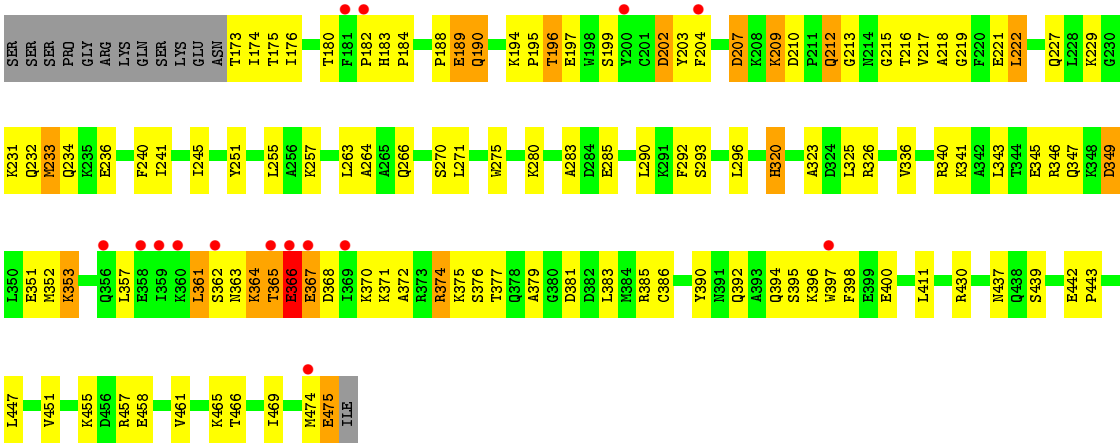 SER SER SER PRO GLY ARG LYS GLN SER LYS GLU ASN T173 I174 T175 I176 T180 F181 P182 H183 P184 P188 E189 Q190 K194 P195 T196 E197 W198 S199 Y200 C201 D202 Y203 F204 D207 K208 K209 D210 P211 Q212 G213 N214 G215 T216 V217 A218 G219 F220 E221 L222 Q227 L228 K229 G230
K231 Q232 M233 Q234 K235 E236 F240 I241 I245 Y251 L255 A256 K257 L263 A264 A265 Q266 S270 L271 W275 K280 A283 D284 E285 L290 K291 F292 S293 L296 H320 A323 D324 L325 R326 V336 R340 K341 A342 L343 T344 E345 R346 Q347 K348 D349
L350 E351 M352 K353 Q356 L357 E358 I359 K360 L361 S362 N363 K364 T365 E366 E367 D368 I369 K370 K371 A372 R373 R374 K375 S376 T377 Q378 A379 G380 D381 D382 L383 M384 R385 C386 Y390 N391 Q392 A393 Q394 S395 K396 W397 F398 E399 E400 L411 R430 N437 Q438 S439 E442 P443
L447 V451 K455 D456 R457 E458 V461 K465 T466 I469 M474 E475 ILE